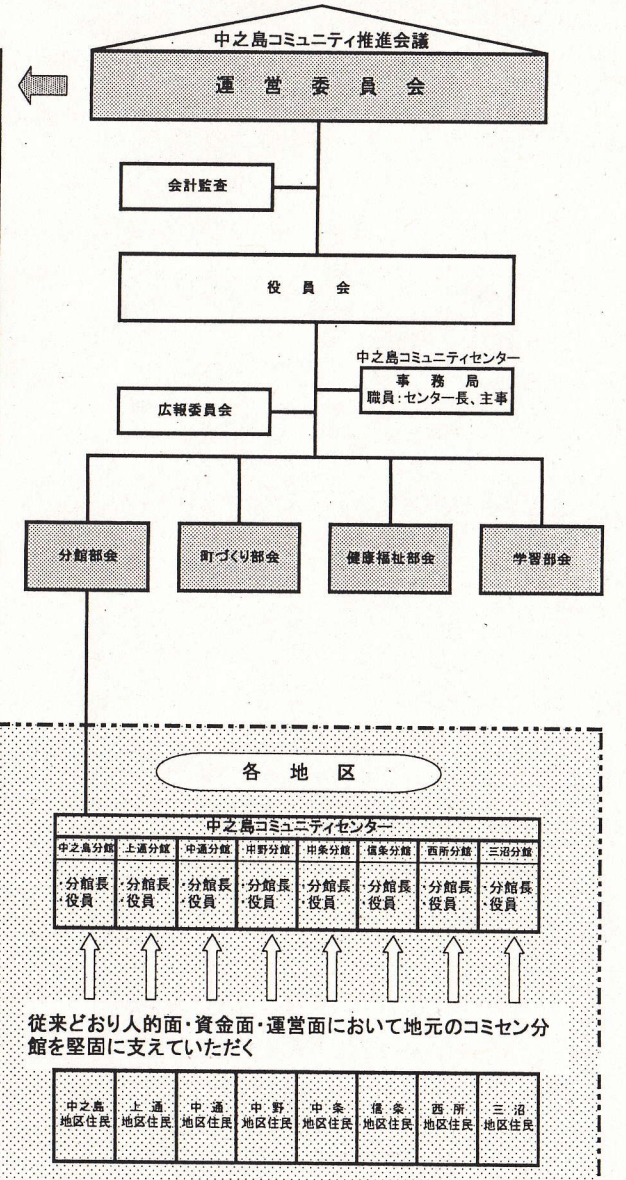 中之島コミュニティ推進会議
運営委員会
会計監査
役員会
中之島コミュニティセンター
事務局
職員:センター長、主事
広報委員会
分館部会
町づくり部会
健康福祉部会
学習部会
各地区
中之島コミュニティセンター
中之島分館 上通分館 中通分館 中野分館 中条分館 信条分館 西所分館 三沼分館
・分館長 ・分館長 ・分館長 ・分館長 ・分館長 ・分館長 ・分館長 ・分館長
・役員 ・役員 ・役員 ・役員 ・役員 ・役員 ・役員 ・役員
従来どおり人的面・資金面・運営面において地元のコミセン分
館を堅固に支えていただく
中之島 上通 中通 中野 中条 信条 西所 三沼
地区住民 地区住民 地区住民 地区住民 地区住民 地区住民 地区住民 地区住民